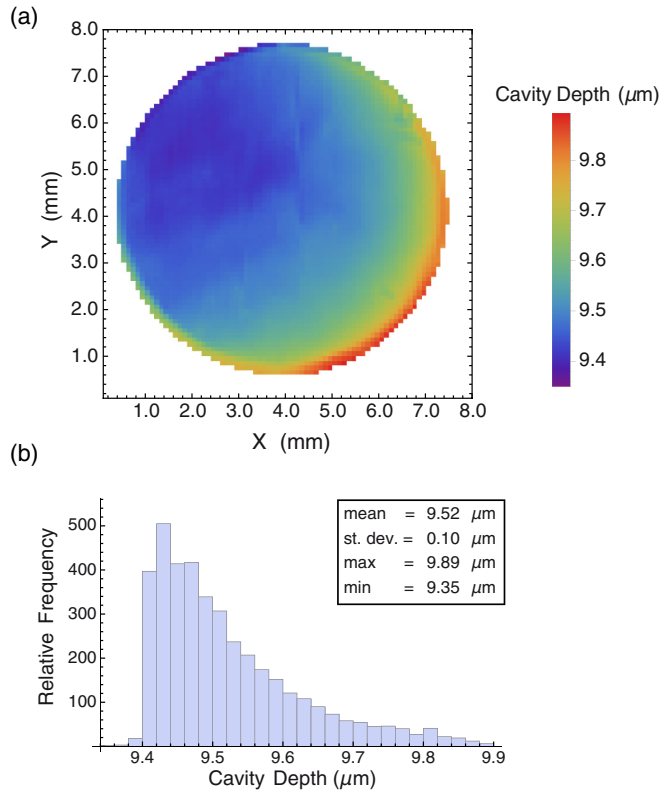 (a)
8.0
7.0
6.0
5.0
4.0
3.0
2.0
1.0
Y (mm)
1.0 2.0 3.0 4.0 5.0 6.0 7.0 8.0
X (mm)
Cavity Depth (μm)
9.8
9.7
9.6
9.5
9.4
(b)
500
400
300
200
100
Relative Frequency
mean = 9.52 μm
st. dev. = 0.10 μm
max = 9.89 μm
min = 9.35 μm
9.4 9.5 9.6 9.7 9.8 9.9
Cavity Depth (μm)